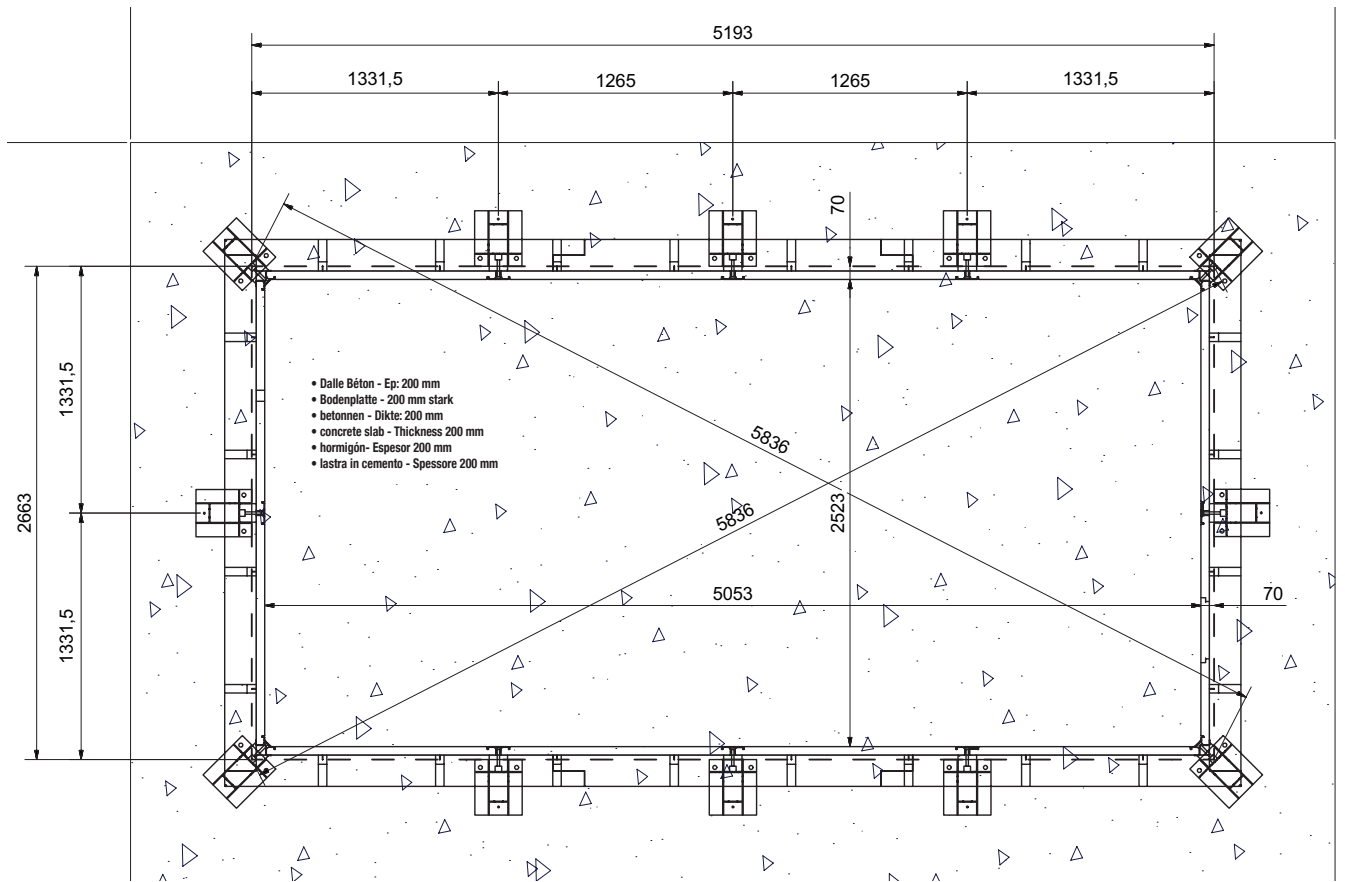 5193
1331,5
1265
1265
1331,5
70
1331,5
2663
1331,5
• Dalle Béton - Ep: 200 mm
• Bodenplatte - 200 mm stark
• betonnen - Dikte: 200 mm
• concrete slab - Thickness 200 mm
• hormigón- Espesor 200 mm
• lastra in cemento - Spessore 200 mm
5836
5836
2523
5053
70